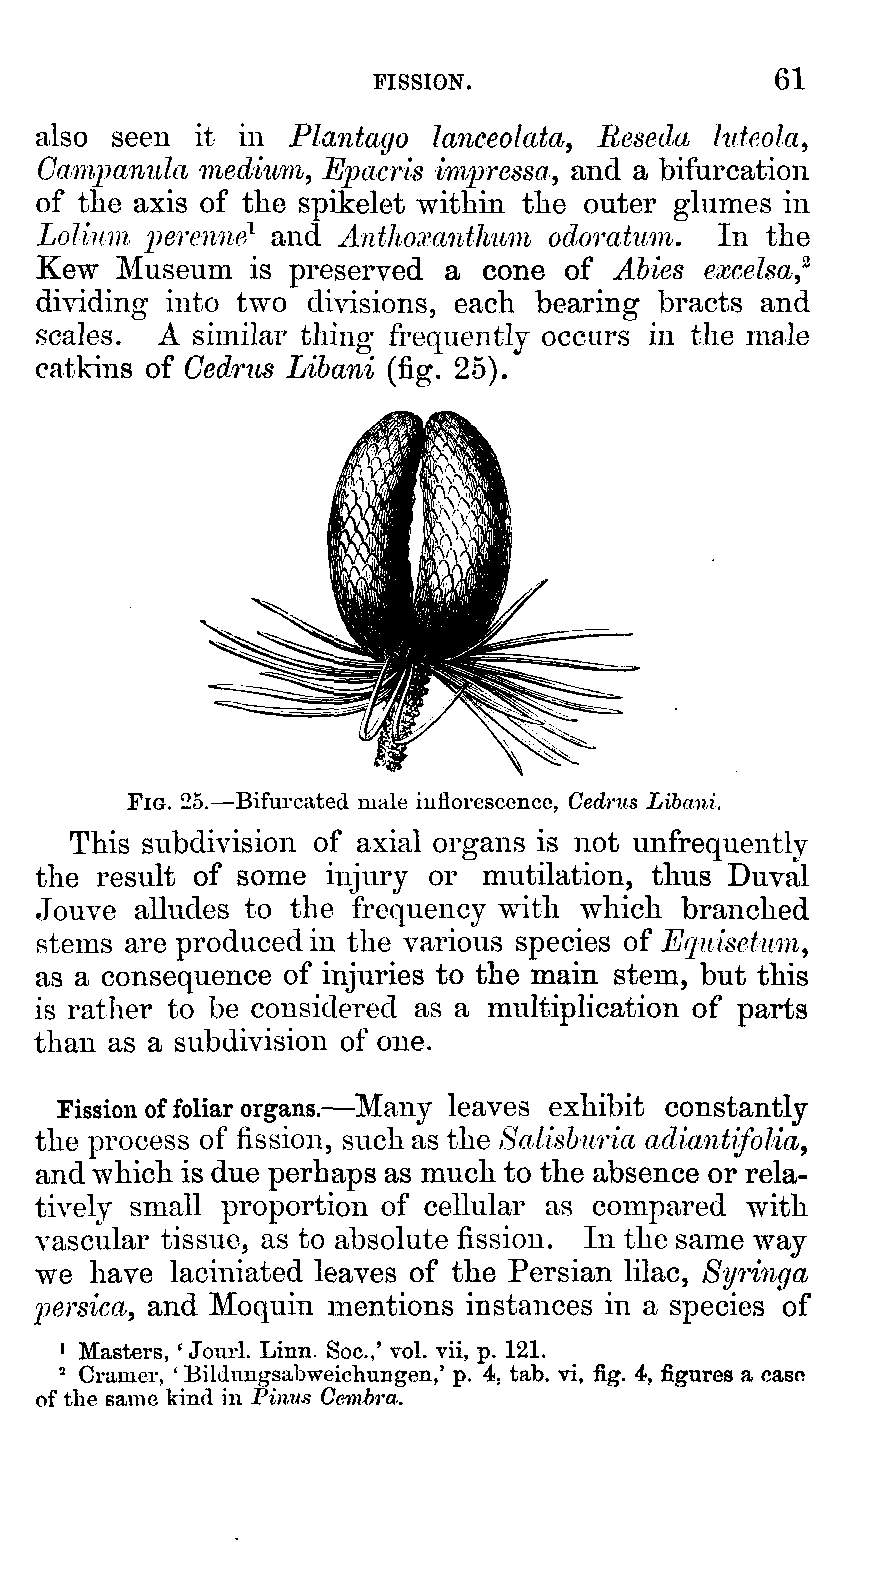 FISSION. 61
also seen it in Plantago lanceolata, Reseda luteola,
Campanula medium, Epacris impressa, and a bifurcation
of the axis of the spikelet within the outer glumes in
Lolium perenne¹ and Anthoxanthum odoratum. In the
Kew Museum is preserved a cone of Abies excelsa,²
dividing into two divisions, each bearing bracts and
scales. A similar thing frequently occurs in the male
catkins of Cedrus Libani (fig. 25).
FIG. 25.—Bifurcated male inflorescence, Cedrus Libani.
This subdivision of axial organs is not unfrequently
the result of some injury or mutilation, thus Duval
Jouve alludes to the frequency with which branched
stems are produced in the various species of Equisetum,
as a consequence of injuries to the main stem, but this
is rather to be considered as a multiplication of parts
than as a subdivision of one.
Fission of foliar organs.—Many leaves exhibit constantly
the process of fission, such as the Salisburia adiantifolia,
and which is due perhaps as much to the absence or rela-
tively small proportion of cellular as compared with
vascular tissue, as to absolute fission. In the same way
we have laciniated leaves of the Persian lilac, Syringa
persica, and Moquin mentions instances in a species of
¹ Masters, ‘Jourl. Linn. Soc.,’ vol. vii, p. 121.
² Cramer, ‘Bildungsabweichungen,’ p. 4, tab. vi, fig. 4, figures a case
of the same kind in Pinus Cembra.